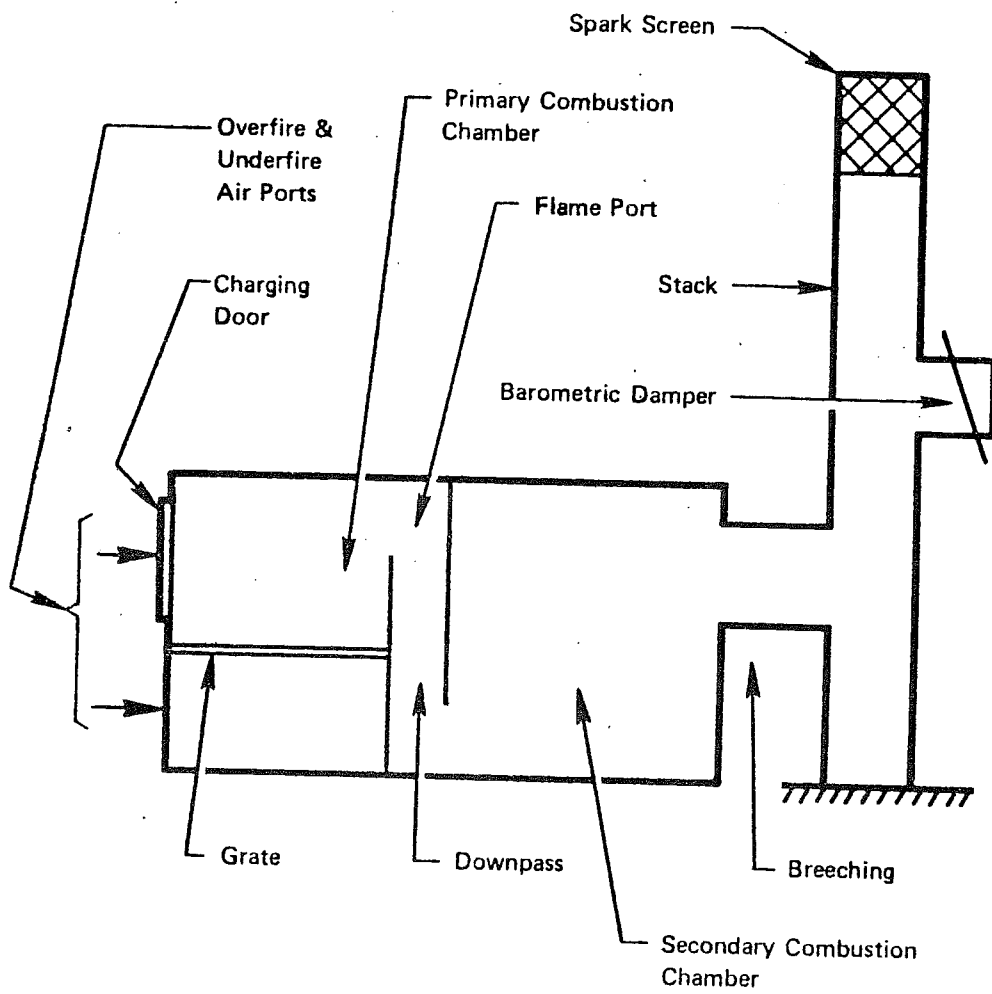 Spark Screen
Primary Combustion
Chamber
Overfire &
Underfire
Air Ports
Flame Port
Charging
Door
Stack
Barometric Damper
Grate
Downpass
Breeching
Secondary Combustion
Chamber